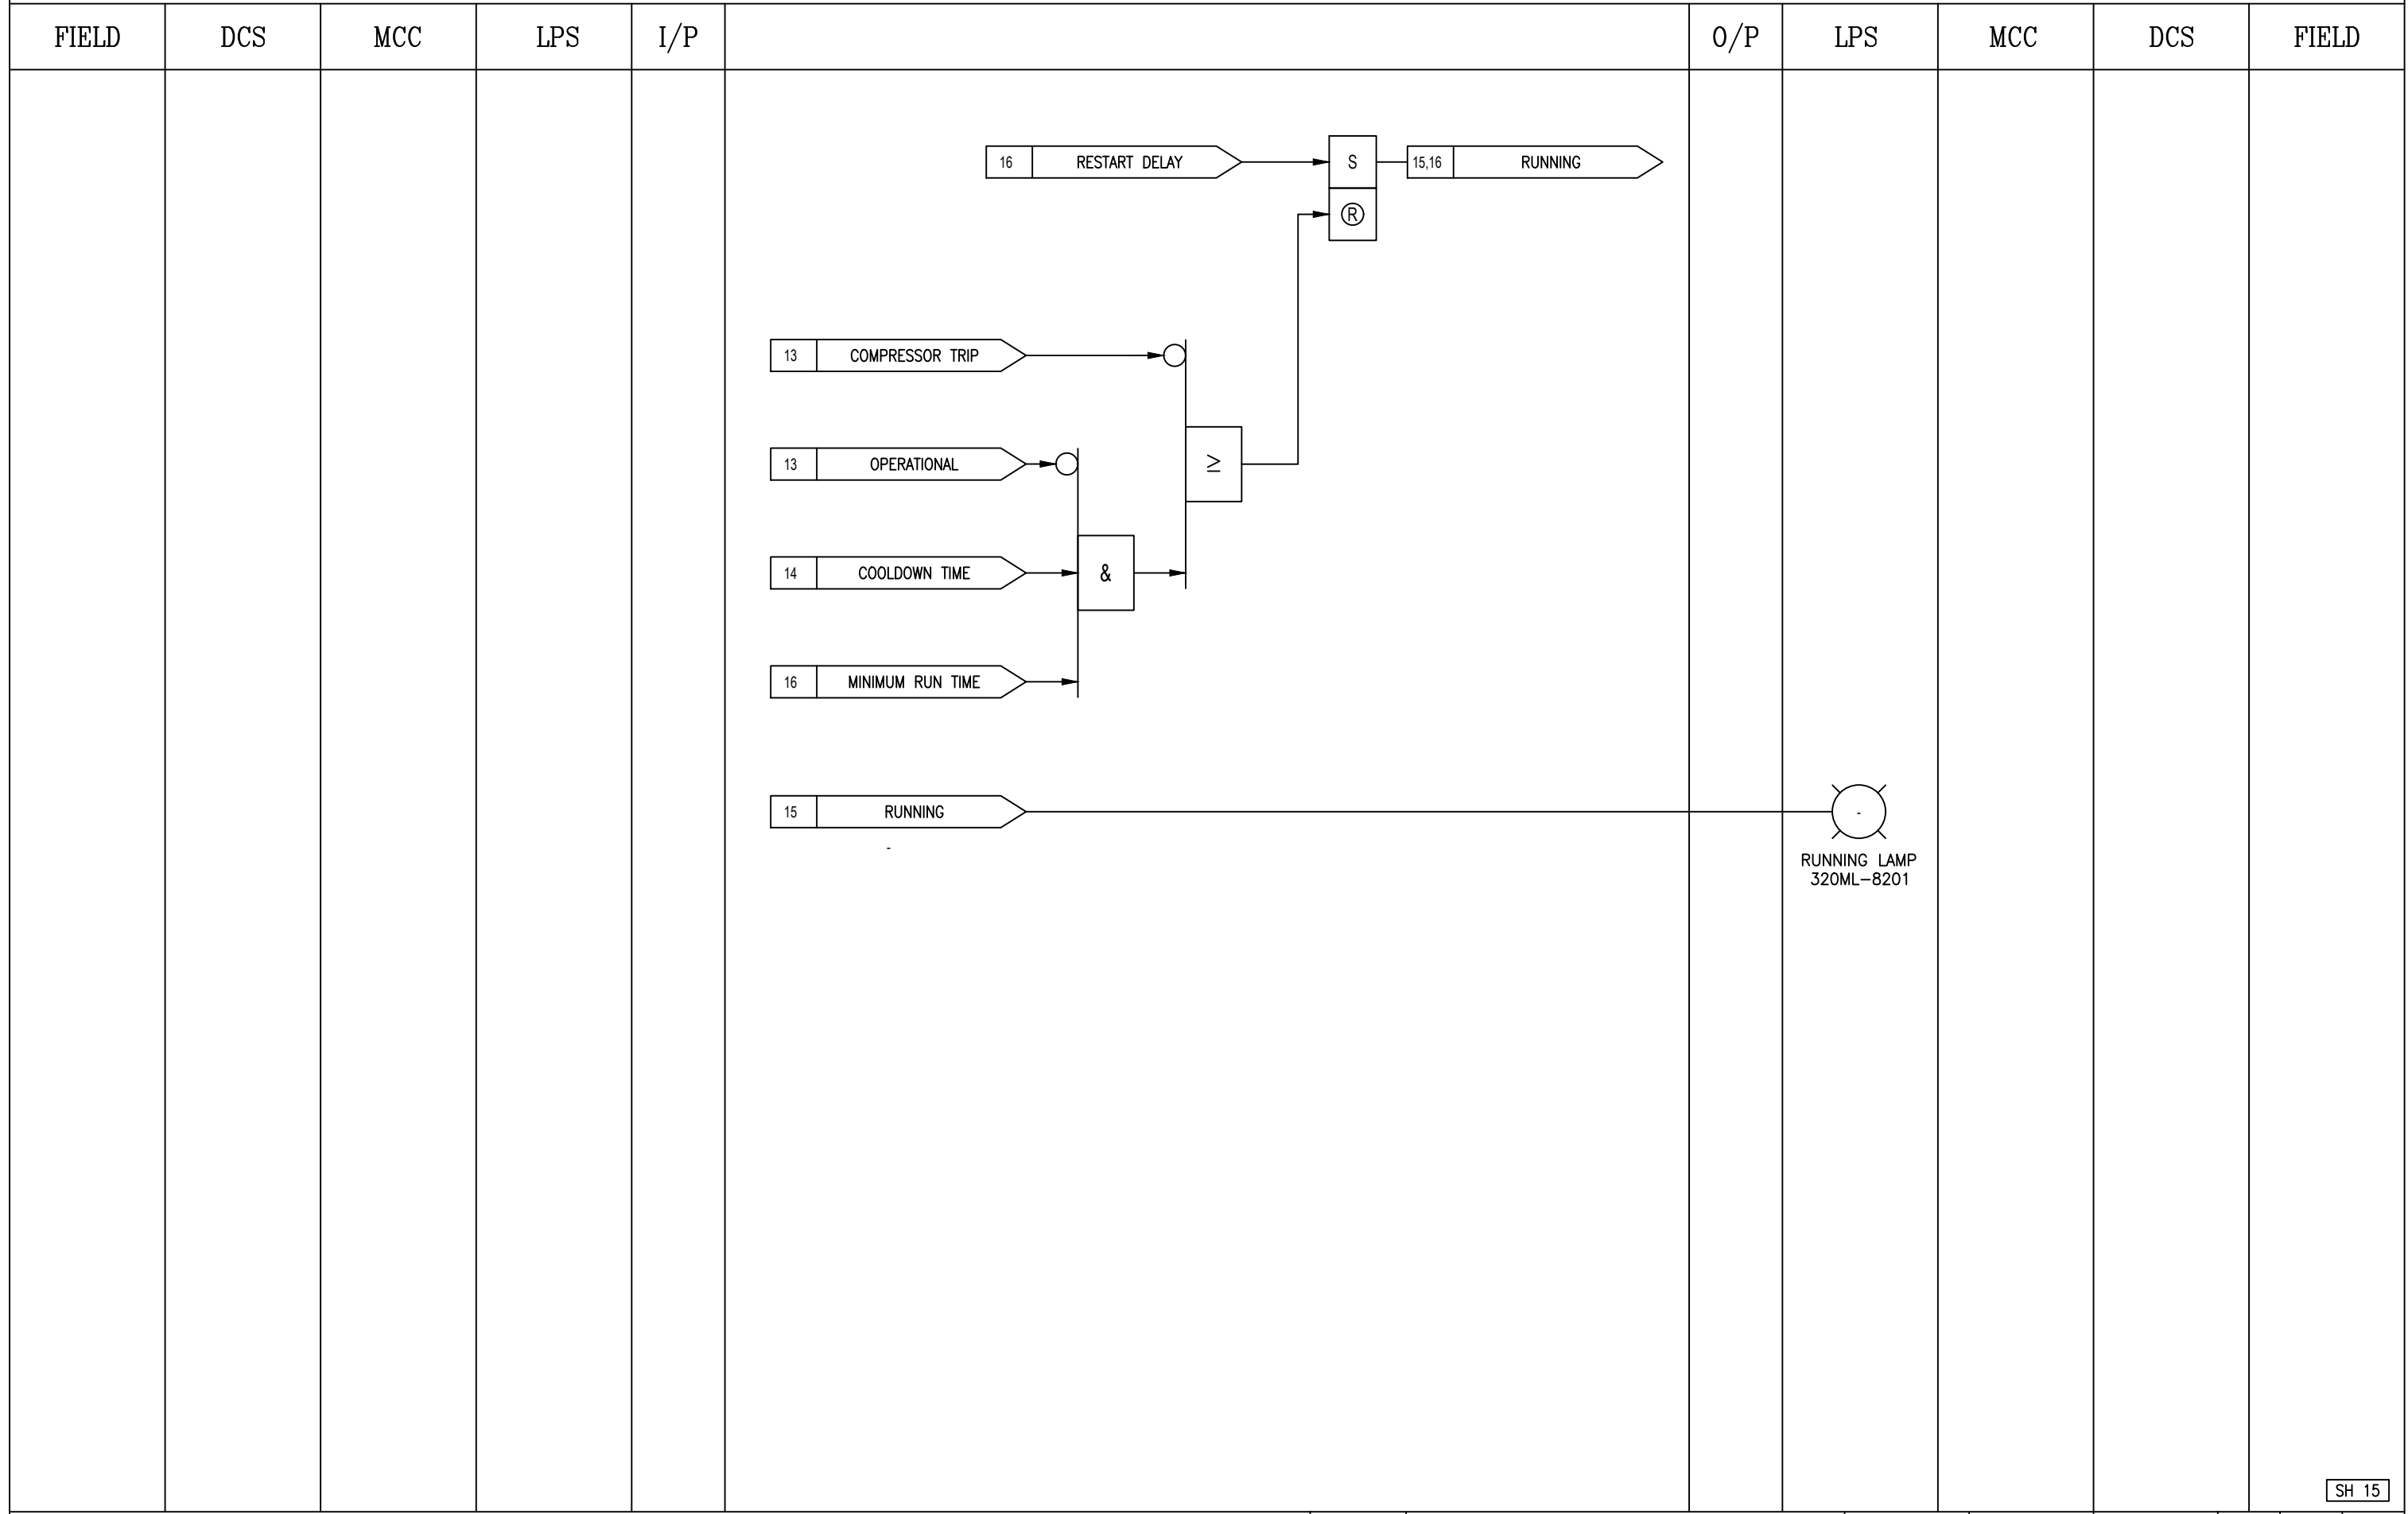 FIELD DCS MCC LPS I/P O/P LPS MCC DCS FIELD
16 RESTART DELAY S 15,16 RUNNING
R
13 COMPRESSOR TRIP
13 OPERATIONAL ≥
14 COOLDOWN TIME &
16 MINIMUM RUN TIME
15 RUNNING -
-
RUNNING LAMP
320ML-8201
SH 15